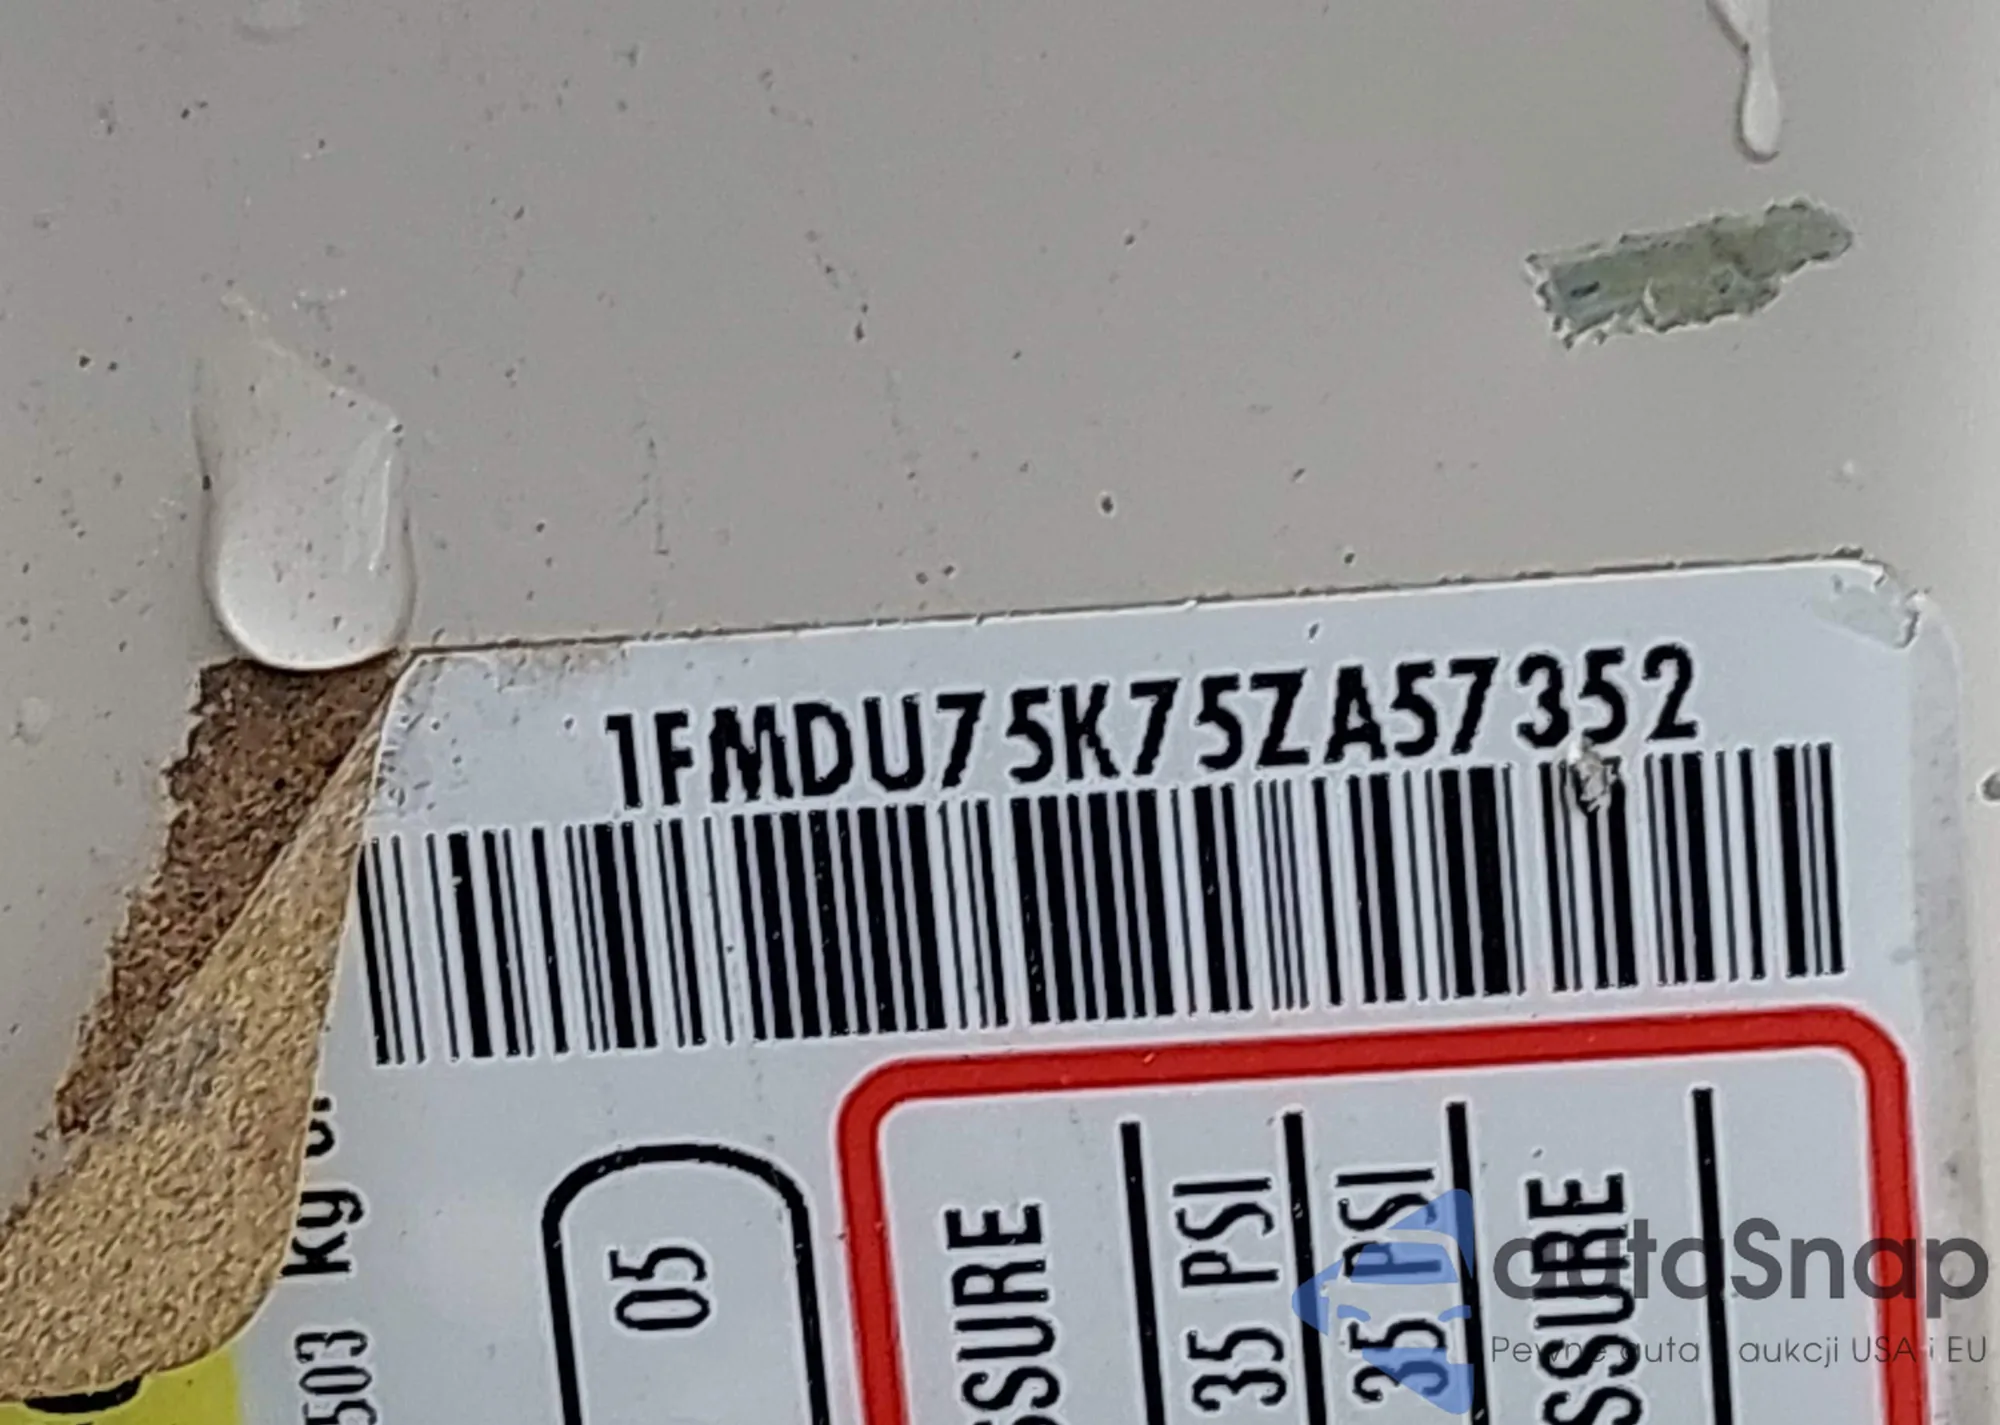 1FMDU75K75ZA57352
503 kg
05
SSURE
35 PSI
35 PSI
SSURE
autoSnap
Pewne auta z aukcji USA i EU